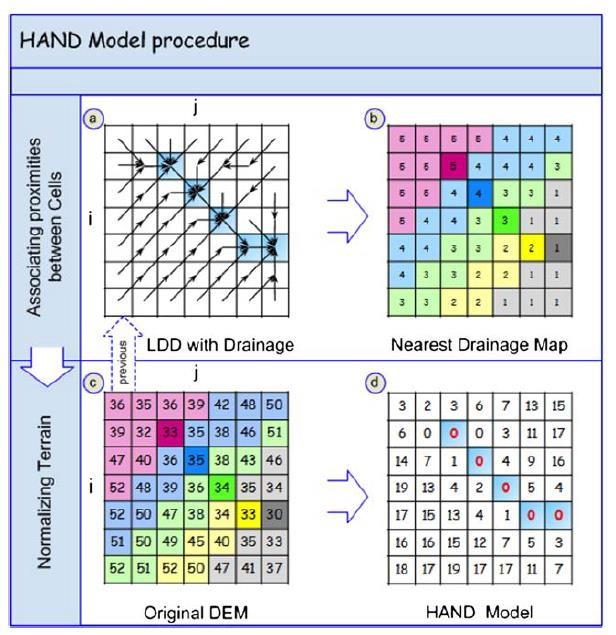 HAND Model procedure
Associating proximities
between Cells
a
j
i
LDD with Drainage
b
5 5 5 5 4 4 4
5 5 5 4 4 4 3
5 5 4 4 3 3 1
5 4 4 3 3 1 1
4 4 3 3 2 2 1
4 3 3 2 2 1 1
3 3 2 2 1 1 1
Nearest Drainage Map
previous
Normalizing Terrain
c
j
i
36 35 36 39 42 48 50
39 32 33 35 38 46 51
47 40 36 35 38 43 46
52 48 39 36 34 35 34
52 50 47 38 34 33 30
51 50 49 45 40 35 33
52 51 52 50 47 41 37
Original DEM
d
3 2 3 6 7 13 15
6 0 0 0 3 11 17
14 7 1 0 4 9 16
19 13 4 2 0 5 4
17 15 13 4 1 0 0
16 16 15 12 7 5 3
18 17 19 17 17 11 7
HAND Model